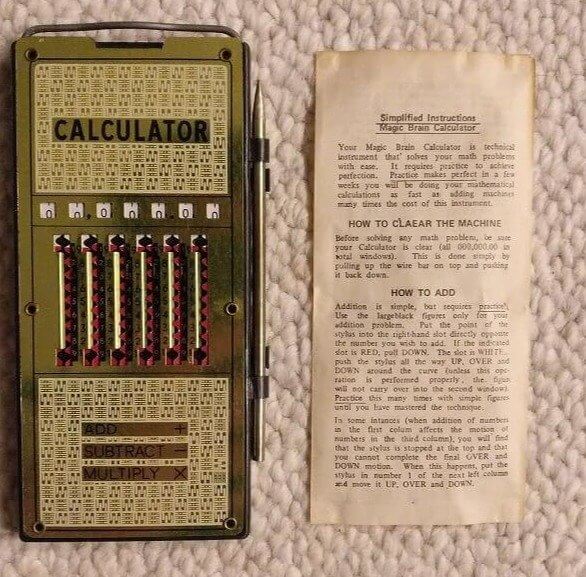 CALCULATOR
0 0,0 0 0.0 0
ADD +
SUBTRACT −
MULTIPLY X
Simplified Instructions
Magic Brain Calculator
Your Magic Brain Calculator is technical
instrument that solves your math problems
with ease. It requires practice to achieve
perfection. Practice makes perfect in a few
weeks you will be doing your mathematical
calculations as fast as adding machines
many times the cost of this instrument.
HOW TO CLAEAR THE MACHINE
Before solving any math problem, be sure
your Calculator is clear (all 000,000.00 in
total windows). This is done simply by
pulling up the wire bar on top and pushing
it back down.
HOW TO ADD
Addition is simple, but requires practice.
Use the largeblack figures only for your
addition problem. Put the point of the
stylus into the right-hand slot directly opposite
the number you wish to add. If the indicated
slot is RED, pull DOWN. The slot is WHITE,
push the stylus all the way UP, OVER and
DOWN around the curve (unless this ope-
ration is performed properly, the figure
will not carry over into the second window).
Practice this many times with simple figures
until you have mastered the technique.
In some intances (when addition of numbers
in the first colum affects the motion of
numbers in the third column), you will find
that the stylus is stopped at the top and that
you cannot complete the final OVER and
DOWN motion. When this happens, put the
stylus in number 1 of the next left column
and move it UP, OVER and DOWN.